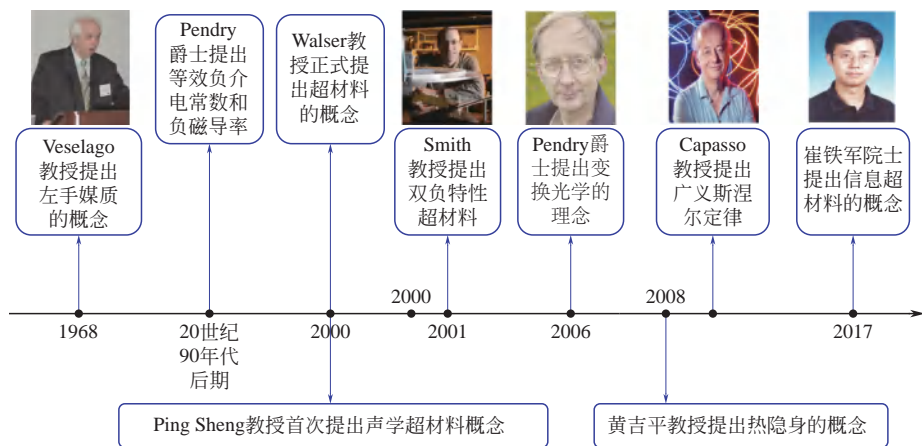 Pendry
爵士提出
等效负介
电常数和
负磁导率
Walser教
授正式提
出超材料
的概念
Veselago
教授提出
左手媒质
的概念
Smith
教授提出
双负特性
超材料
Pendry爵
士提出变
换光学的
理念
Capasso
教授提出
广义斯涅
尔定律
崔铁军院士
提出信息超
材料的概念
2000
2008
1968
20世纪
90年代
后期
2000
2001
2006
2017
Ping Sheng教授首次提出声学超材料概念
黄吉平教授提出热隐身的概念